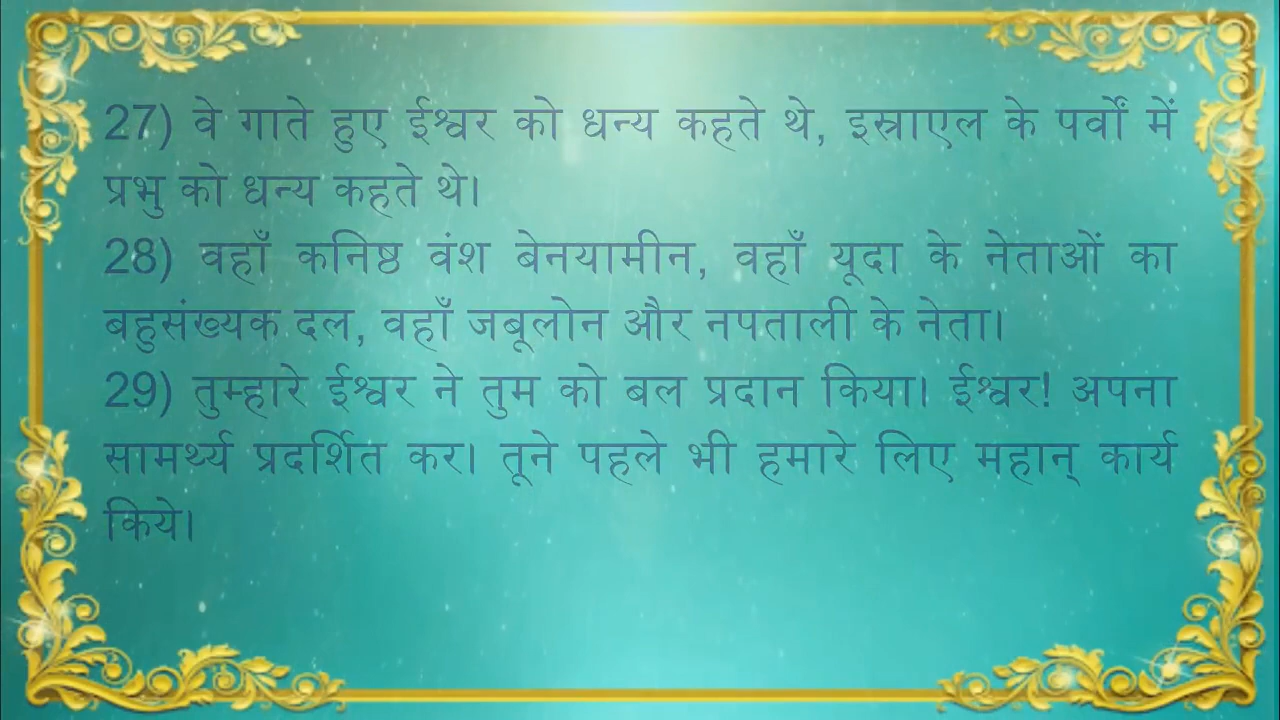 27) वे गाते हुए ईश्वर को धन्य कहते थे, इस्राएल के पर्वों में
प्रभु को धन्य कहते थे।
28) वहाँ कनिष्ठ वंश बेनयामीन, वहाँ यूदा के नेताओं का
बहुसंख्यक दल, वहाँ जबूलोन और नपताली के नेता।
29) तुम्हारे ईश्वर ने तुम को बल प्रदान किया। ईश्वर! अपना
सामर्थ्य प्रदर्शित कर। तूने पहले भी हमारे लिए महान् कार्य
किये।